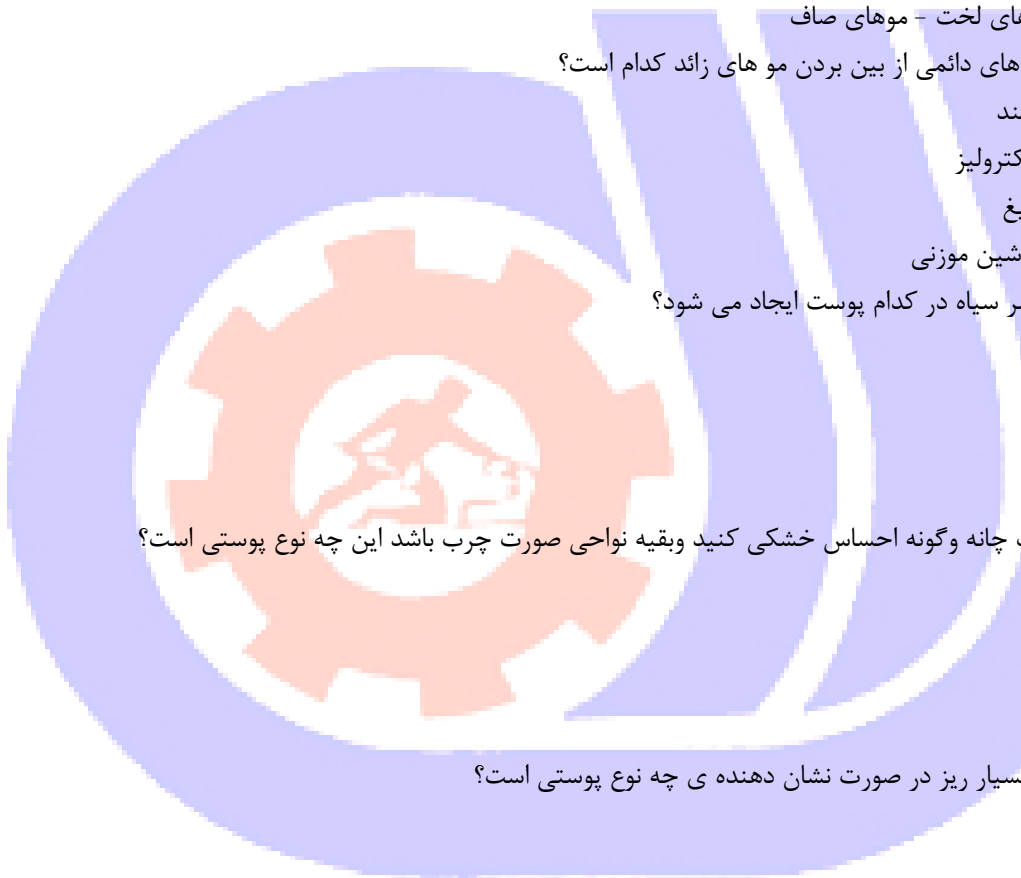 های لخت - موهای صاف
های دائمی از بین بردن مو های زائد کدام است؟
ند
کترولیز
یغ
شین موزنی
ر سیاه در کدام پوست ایجاد می شود؟
چانه وگونه احساس خشکی کنید وبقیه نواحی صورت چرب باشد این چه نوع پوستی است؟
سیار ریز در صورت نشان دهنده ی چه نوع پوستی است؟